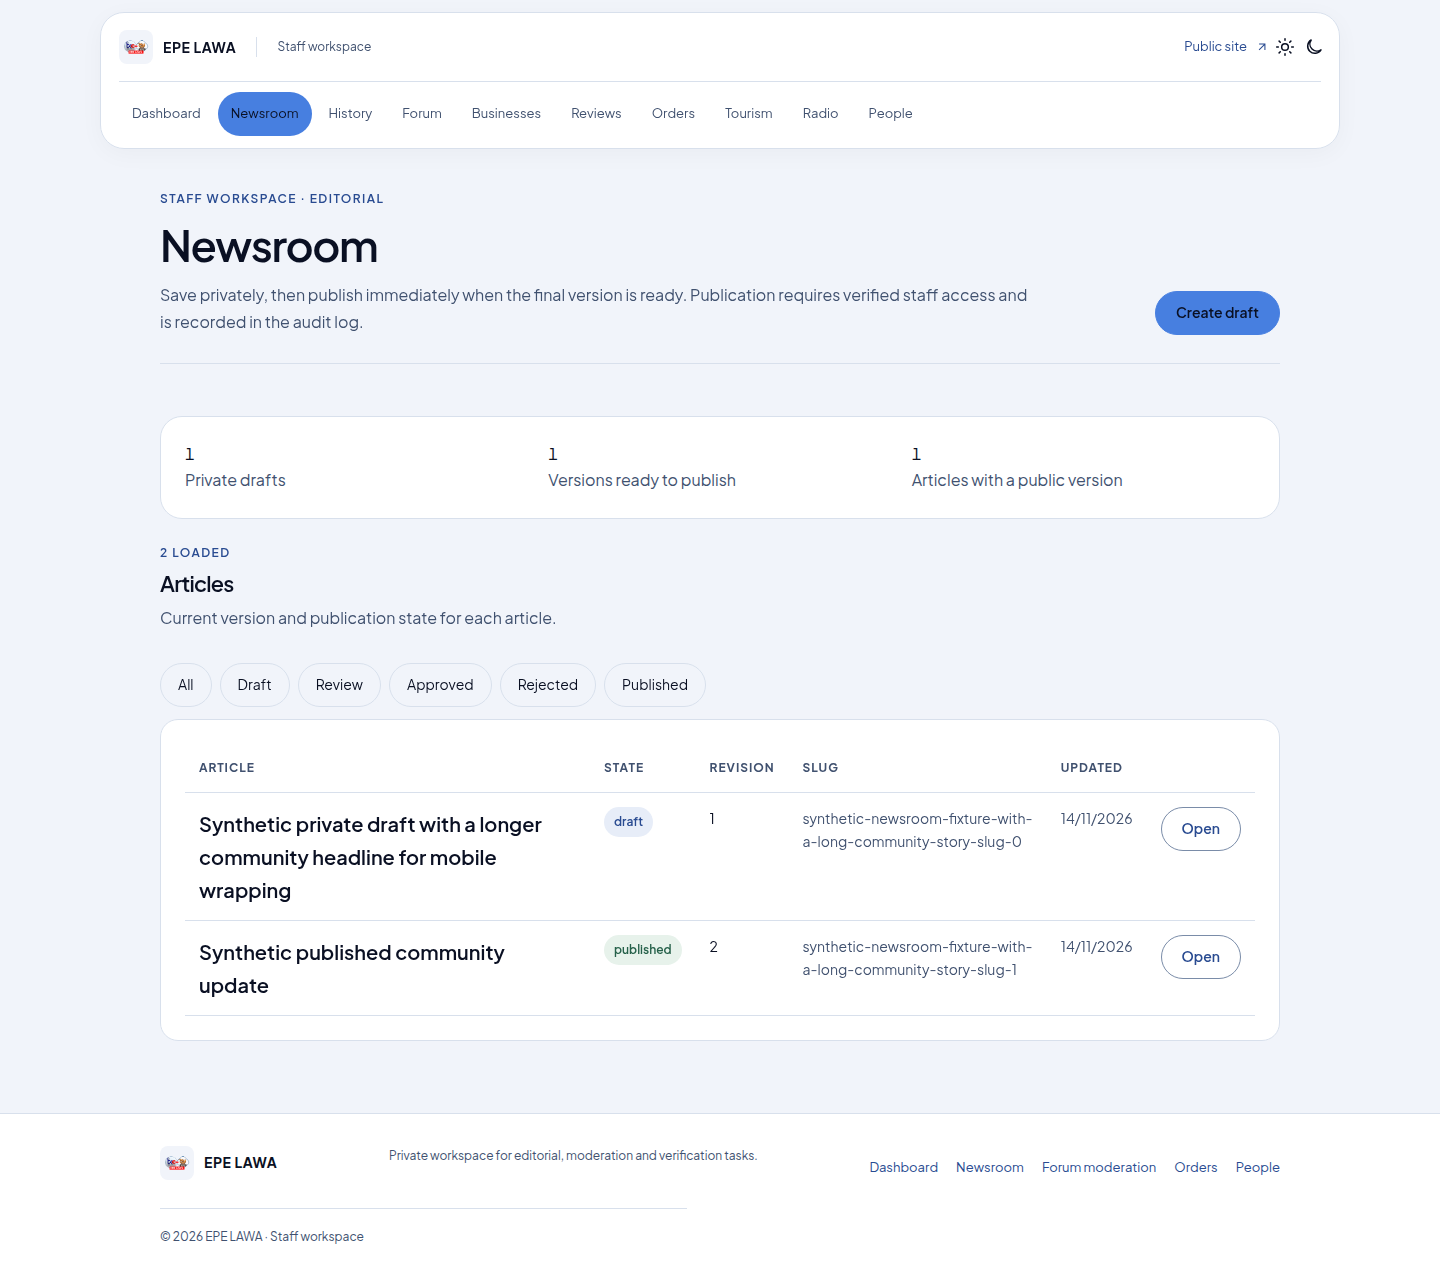 EPE LAWA
Staff workspace
Public site
Dashboard
Newsroom
History
Forum
Businesses
Reviews
Orders
Tourism
Radio
People
STAFF WORKSPACE · EDITORIAL
Newsroom
Save privately, then publish immediately when the final version is ready. Publication requires verified staff access and
is recorded in the audit log.
Create draft
1
Private drafts
1
Versions ready to publish
1
Articles with a public version
2 LOADED
Articles
Current version and publication state for each article.
All
Draft
Review
Approved
Rejected
Published
ARTICLE
STATE
REVISION
SLUG
UPDATED
Synthetic private draft with a longer
community headline for mobile
wrapping
draft
1
synthetic-newsroom-fixture-with-
a-long-community-story-slug-0
14/11/2026
Open
Synthetic published community
update
published
2
synthetic-newsroom-fixture-with-
a-long-community-story-slug-1
14/11/2026
Open
EPE LAWA
Private workspace for editorial, moderation and verification tasks.
Dashboard
Newsroom
Forum moderation
Orders
People
© 2026 EPE LAWA · Staff workspace